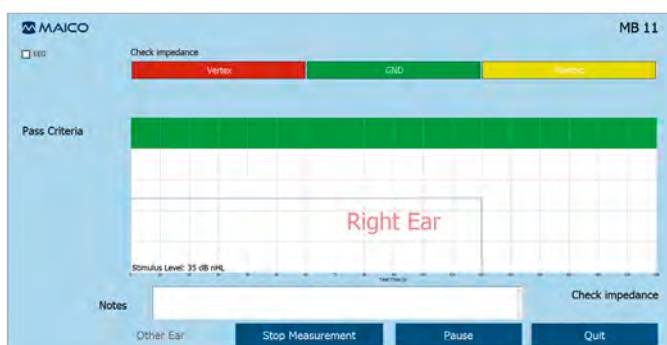 MAICO
MB 11
EEG
Check impedance
Vertex
GND
Pass Criteria
Right Ear
Stimulus Level: 35 dB nHL
Notes
Check impedance
Other Ear
Stop Measurement
Pause
Quit